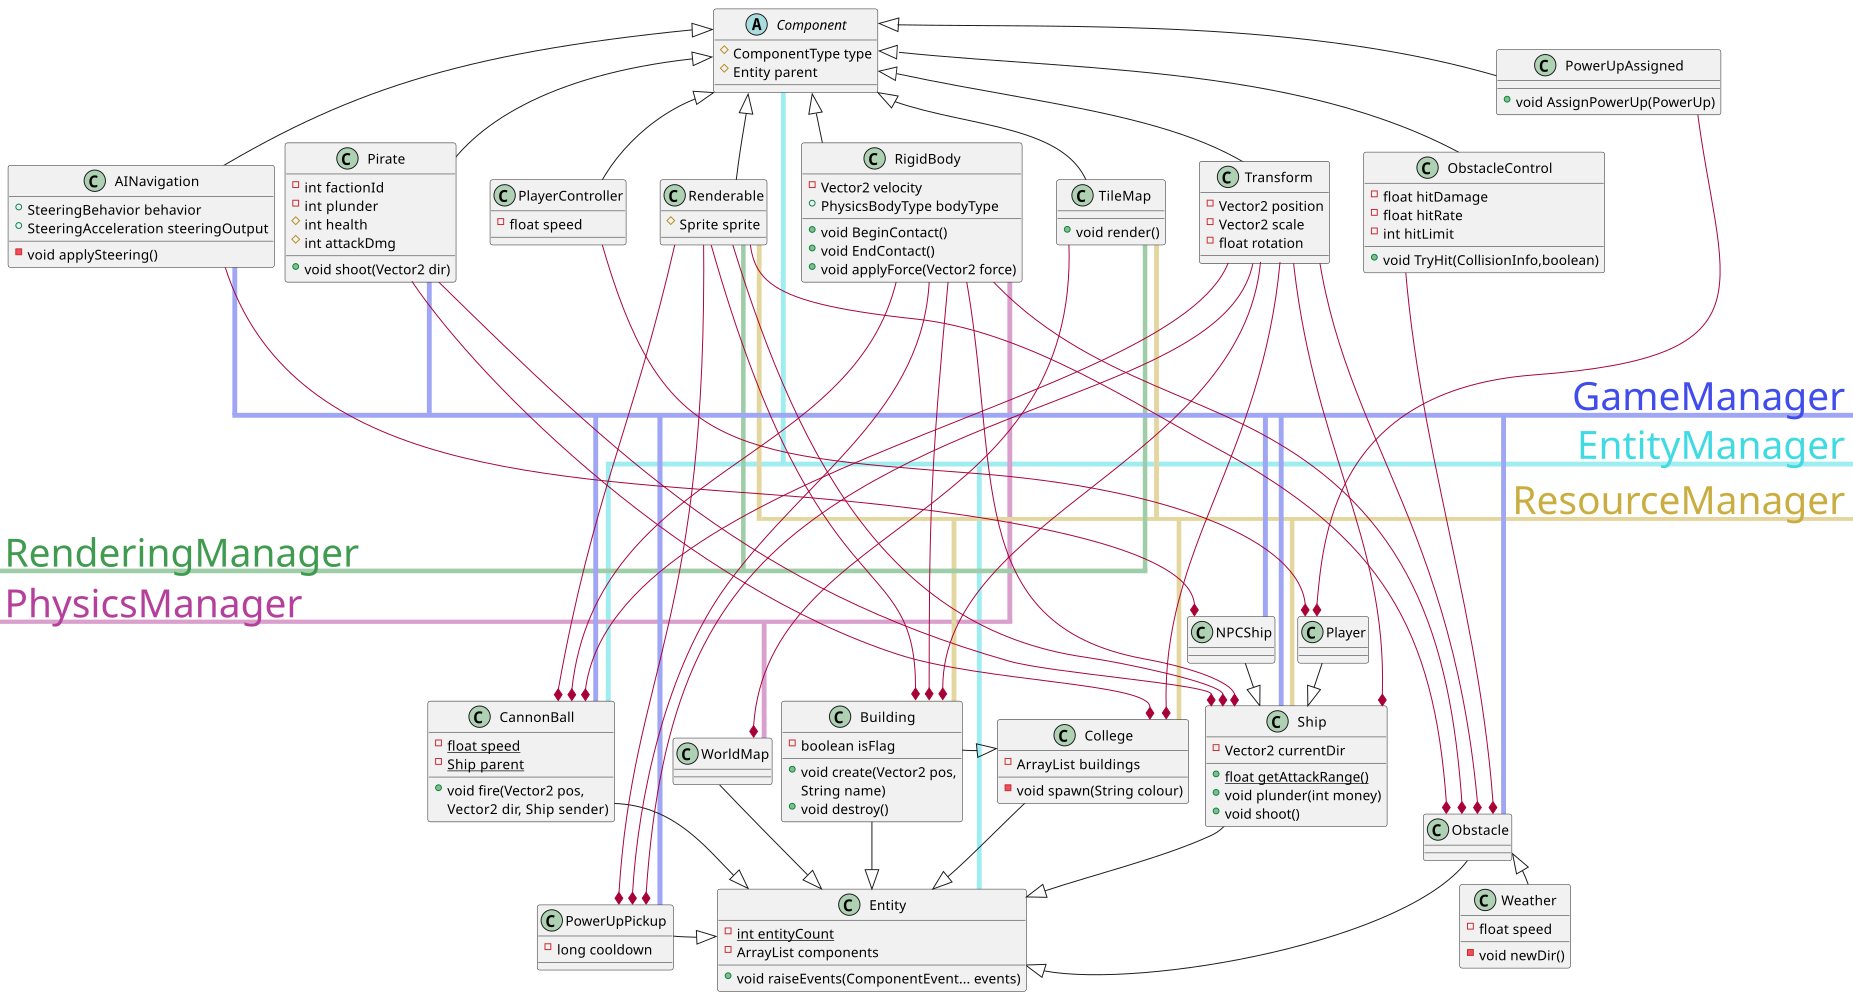 A Component
ComponentType type
Entity parent
C PowerUpAssigned
void AssignPowerUp(PowerUp)
C AINavigation
SteeringBehavior behavior
SteeringAcceleration steeringOutput
void applySteering()
C Pirate
int factionId
int plunder
int health
int attackDmg
void shoot(Vector2 dir)
C PlayerController
float speed
C Renderable
Sprite sprite
C RigidBody
Vector2 velocity
PhysicsBodyType bodyType
void BeginContact()
void EndContact()
void applyForce(Vector2 force)
C TileMap
void render()
C Transform
Vector2 position
Vector2 scale
float rotation
C ObstacleControl
float hitDamage
float hitRate
int hitLimit
void TryHit(CollisionInfo,boolean)
GameManager
EntityManager
ResourceManager
RenderingManager
PhysicsManager
C NPCShip
C Player
C CannonBall
float speed
Ship parent
void fire(Vector2 pos,
Vector2 dir, Ship sender)
C WorldMap
C Building
boolean isFlag
void create(Vector2 pos,
String name)
void destroy()
C College
ArrayList buildings
void spawn(String colour)
C Ship
Vector2 currentDir
float getAttackRange()
void plunder(int money)
void shoot()
C Obstacle
C PowerUpPickup
long cooldown
C Entity
int entityCount
ArrayList components
void raiseEvents(ComponentEvent... events)
C Weather
float speed
void newDir()